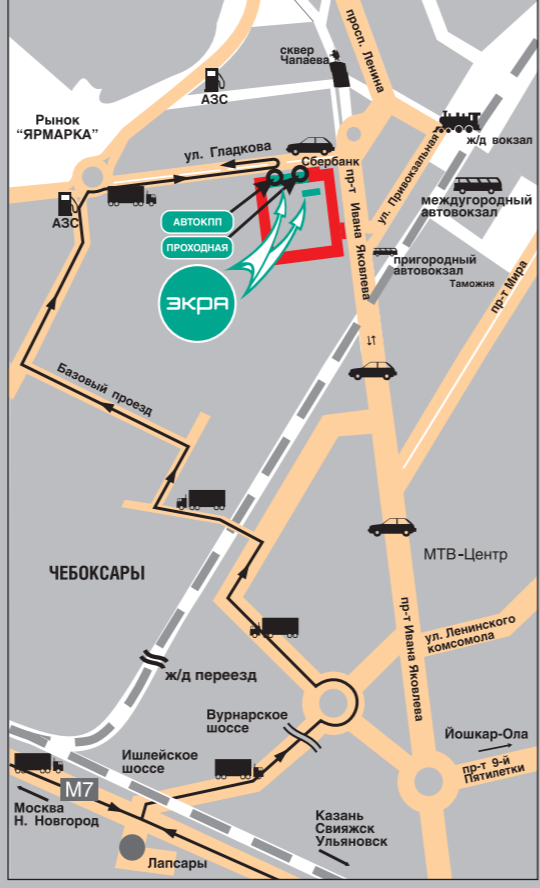 просп. Ленина
сквер
Чапаева
АЗС
Рынок
"ЯРМАРКА"
ул. Гладкова
Сбербанк
ж/д вокзал
ул. Привокзальная
междугородный
автовокзал
АЗС
АВТОКПП
ПРОХОДНАЯ
пр-т Ивана Яковлева
пригородный
автовокзал
Таможня
пр-т Мира
ЭКРА
Базовый проезд
МТВ-Центр
ЧЕБОКСАРЫ
пр-т Ивана Яковлева
ул. Ленинского
комсомола
ж/д переезд
Вурнарское
шоссе
Йошкар-Ола
Ишлейское
шоссе
пр-т 9-й
Пятилетки
М7
Москва
Н. Новгород
Казань
Свияжск
Ульяновск
Лапсары